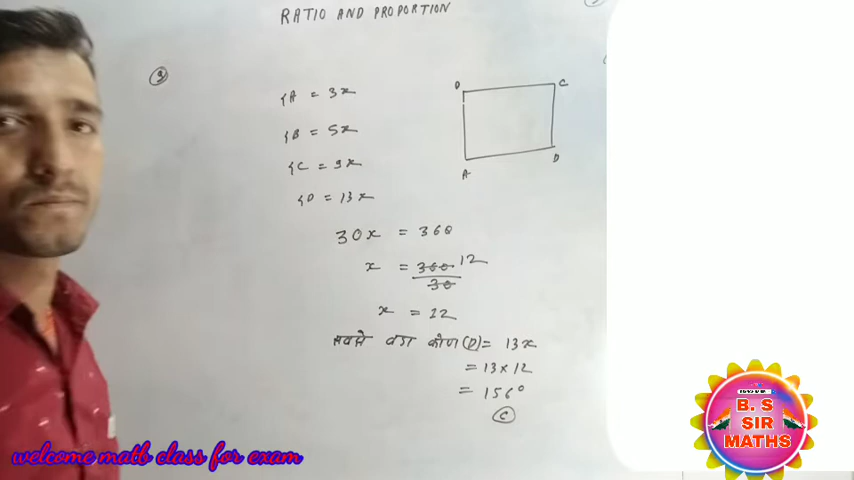 RATIO AND PROPORTION
9
∠A = 3x
∠B = 5x
∠C = 9x
∠D = 13x
D C
A D
30x = 360
x = 360/30 12
x = 12
सबसे बडा कोण (D) = 13x
= 13 × 12
= 156°
C
B. S
SIR
MATHS
welcome math class for exam